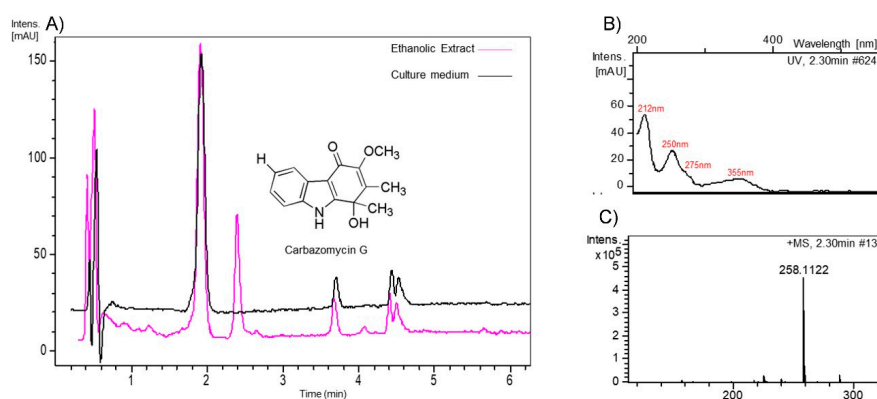 A)
Intens.
[mAU]
150
100
50
0
1
2
3
4
5
6
Time (min)
Ethanolic Extract
Culture medium
H
O
OCH3
CH3
CH3
NH
OH
Carbazomycin G
B)
200
400
Wavelength [nm]
Intens.
[mAU]
UV, 2.30min #624
60
40
20
0
212nm
250nm
275nm
355nm
C)
Intens.
x10^5
+MS, 2.30min #13
258.1122
4
3
2
1
0
200
300